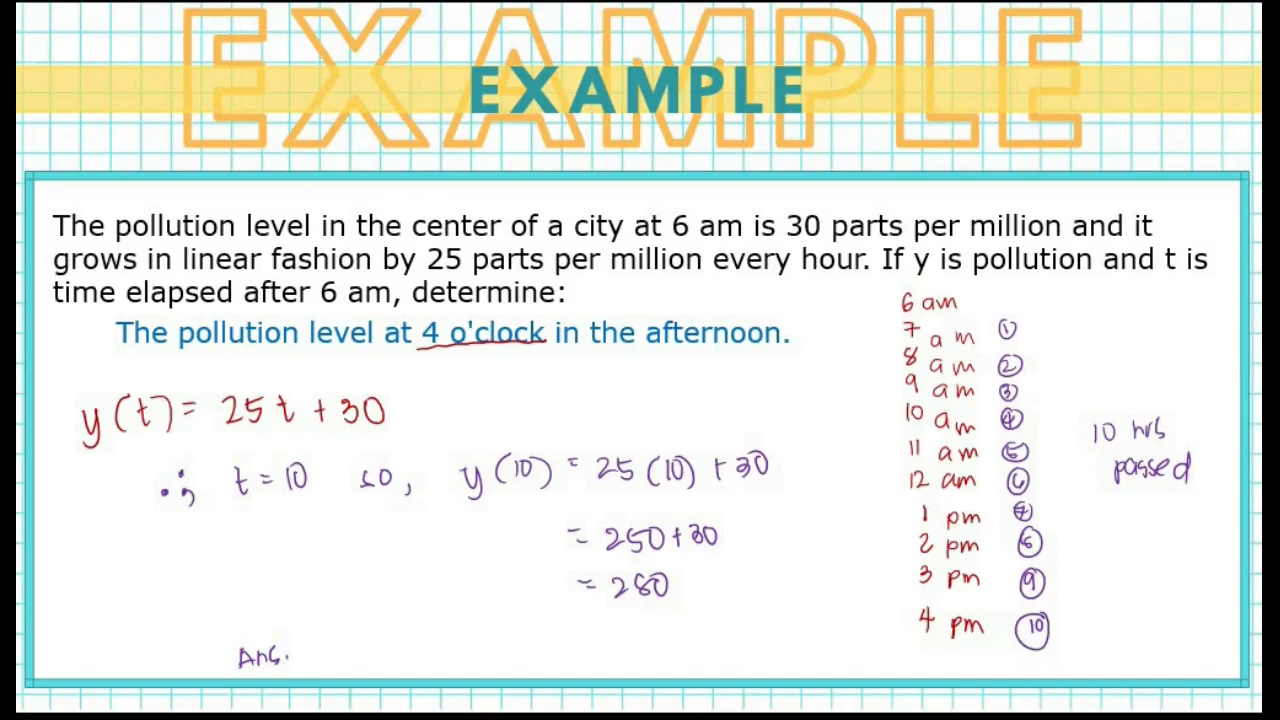 EXAMPLE
EXAMPLE
The pollution level in the center of a city at 6 am is 30 parts per million and it
grows in linear fashion by 25 parts per million every hour. If y is pollution and t is
time elapsed after 6 am, determine:
The pollution level at 4 o'clock in the afternoon.
y(t) = 25t + 30
∴ t = 10 so, y(10) = 25(10) + 30
= 250 + 30
= 280
Ans.
6 am
7 am 1
8 am 2
9 am 3
10 am 4
11 am 5
12 am 6
1 pm 7
2 pm 8
3 pm 9
4 pm 10
10 hrs
passed